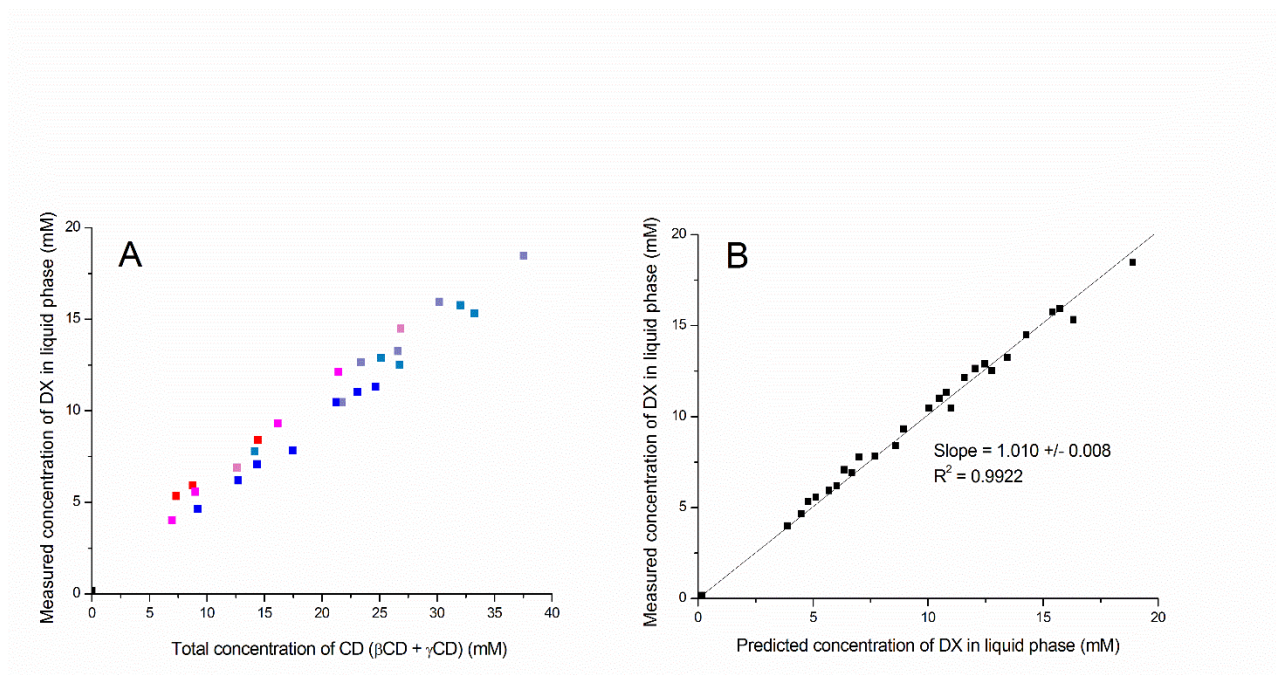 A
Measured concentration of DX in liquid phase (mM)
20
15
10
5
0
0 5 10 15 20 25 30 35 40
Total concentration of CD (βCD + γCD) (mM)
B
Measured concentration of DX in liquid phase (mM)
20
15
10
5
0
Slope = 1.010 +/- 0.008
R² = 0.9922
0 5 10 15 20
Predicted concentration of DX in liquid phase (mM)